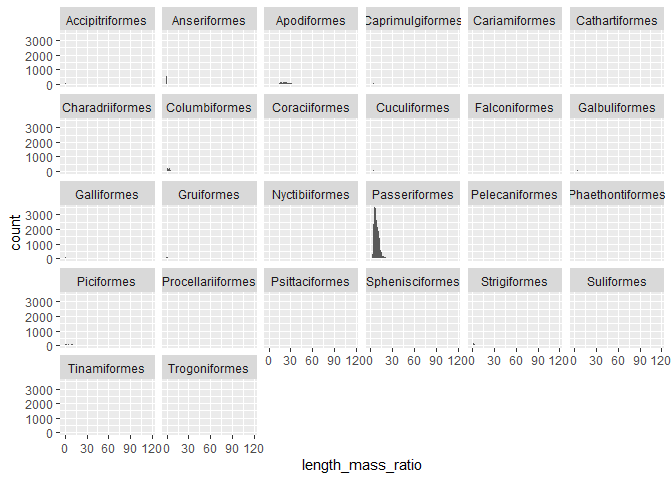 Accipitriformes Anseriformes Apodiformes Caprimulgiformes Cariamiformes Cathartiformes
3000
2000
1000
0
Charadriiformes Columbiformes Coraciiformes Cuculiformes Falconiformes Galbuliformes
3000
2000
1000
0
Galliformes Gruiformes Nyctibiiformes Passeriformes Pelecaniformes Phaethontiformes
3000
2000
1000
0
count
Piciformes Procellariiformes Psittaciformes Sphenisciformes Strigiformes Suliformes
3000
2000
1000
0
0 30 60 90 120 0 30 60 90 120 0 30 60 90 120 0 30 60 90 120
Tinamiformes Trogoniformes
3000
2000
1000
0
0 30 60 90 120 0 30 60 90 120
length_mass_ratio